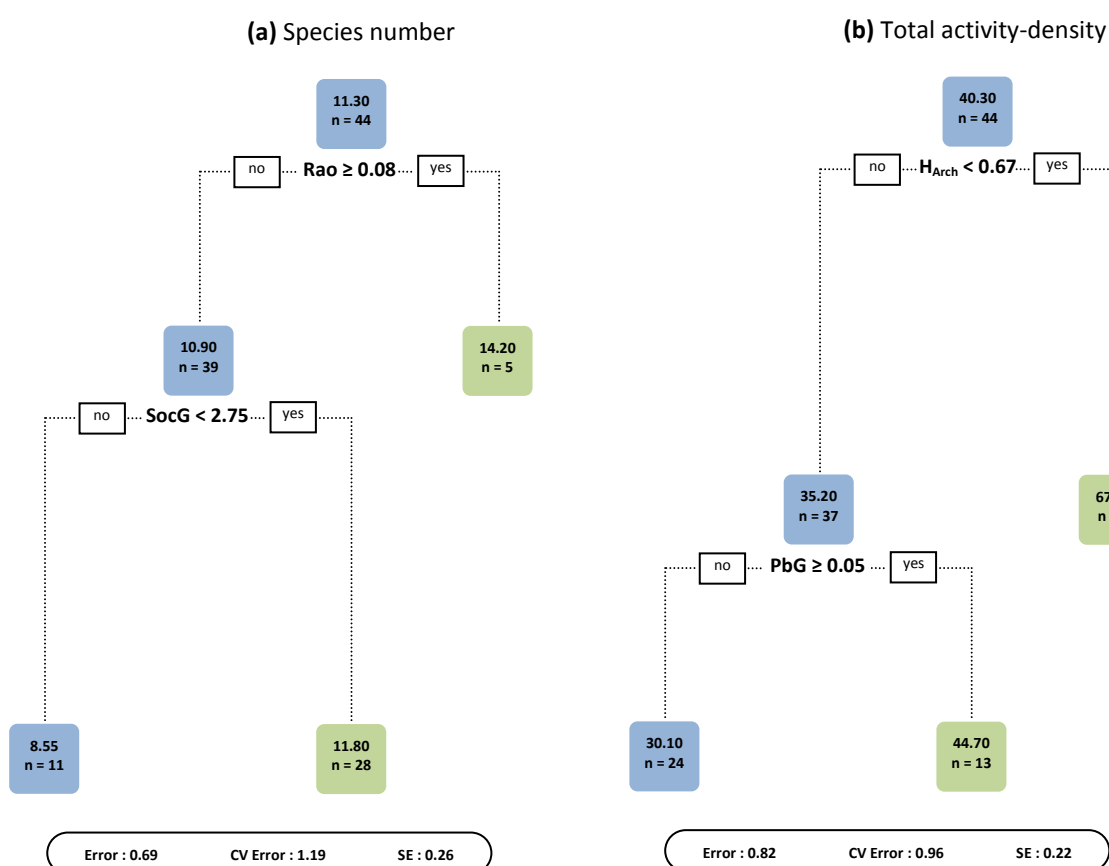 (a) Species number
11.30
n = 44
no
Rao ≥ 0.08
yes
10.90
n = 39
14.20
n = 5
no
SocG < 2.75
yes
8.55
n = 11
11.80
n = 28
Error : 0.69 CV Error : 1.19 SE : 0.26
(b) Total activity-density
40.30
n = 44
no
H_Arch < 0.67
yes
35.20
n = 37
67
n
no
PbG ≥ 0.05
yes
30.10
n = 24
44.70
n = 13
Error : 0.82 CV Error : 0.96 SE : 0.22